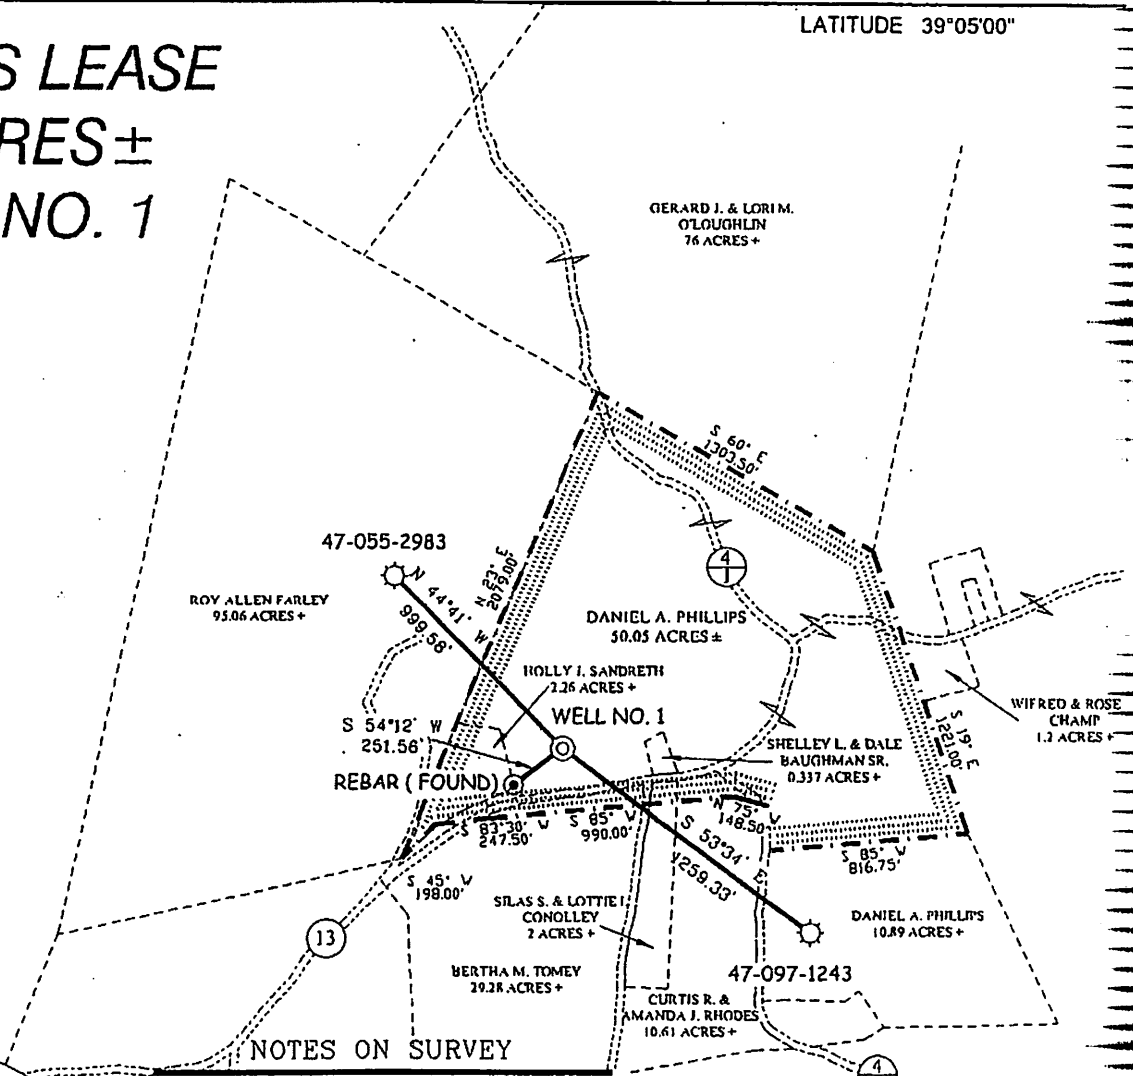 LATITUDE 39°05'00"
S LEASE
RES±
NO. 1
GERARD J. & LORI M.
O'LOUGHLIN
76 ACRES +
S 60° E
1303.50'
47-055-2983
N 44°41' W
999.58'
N 23° E
2079.00'
4
1
ROY ALLEN FARLEY
95.06 ACRES +
DANIEL A. PHILLIPS
50.05 ACRES ±
HOLLY J. SANDRETH
2.26 ACRES +
WELL NO. 1
S 54°12' W
251.56'
REBAR ( FOUND)
WIFRED & ROSE
CHAMP
1.2 ACRES +
S 19° E
1221.00'
SHELLEY L. & DALE
BAUGHMAN SR.
0.337 ACRES +
S 83°30' W
247.50'
S 85° W
990.00'
N 75° W
148.50'
S 53°34' E
1259.33'
S 85° W
816.75'
S 45° W
198.00'
SILAS S. & LOTTIE I.
CONOLLEY
2 ACRES +
13
DANIEL A. PHILLIPS
10.89 ACRES +
BERTHA M. TOMEY
29.28 ACRES +
47-097-1243
CURTIS R. &
AMANDA J. RHODES
10.61 ACRES +
NOTES ON SURVEY
4